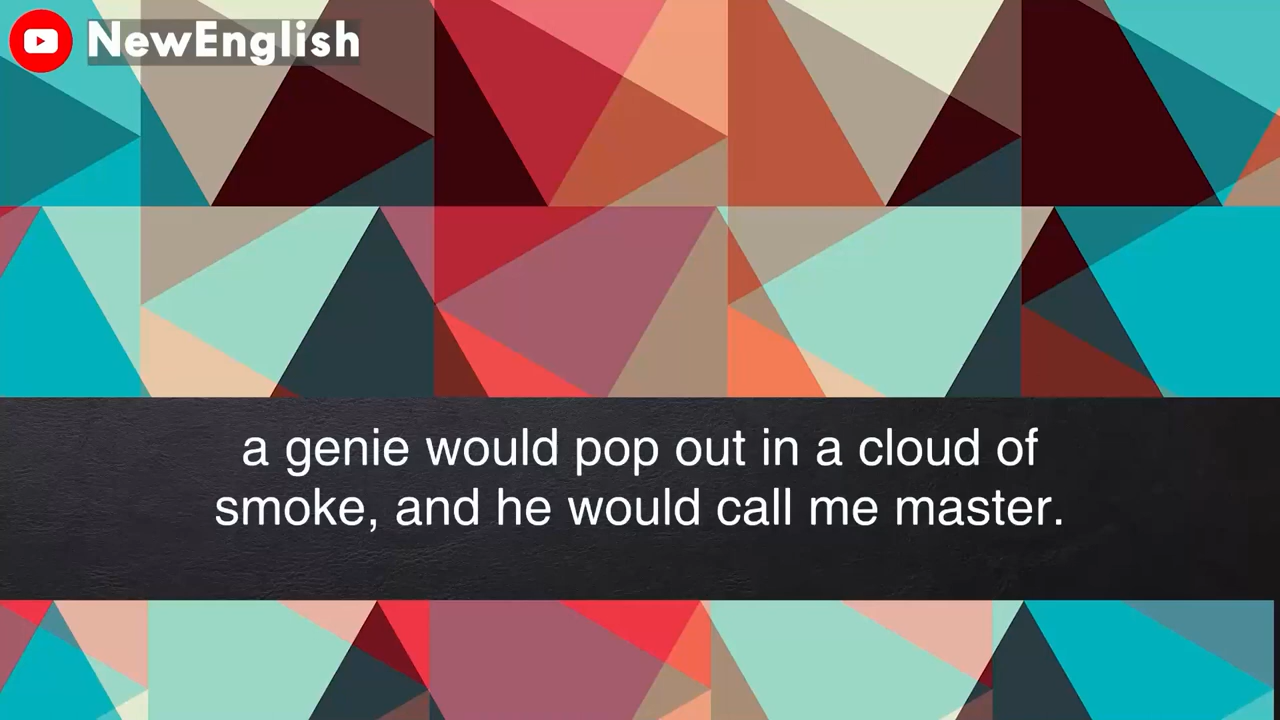 NewEnglish
a genie would pop out in a cloud of
smoke, and he would call me master.